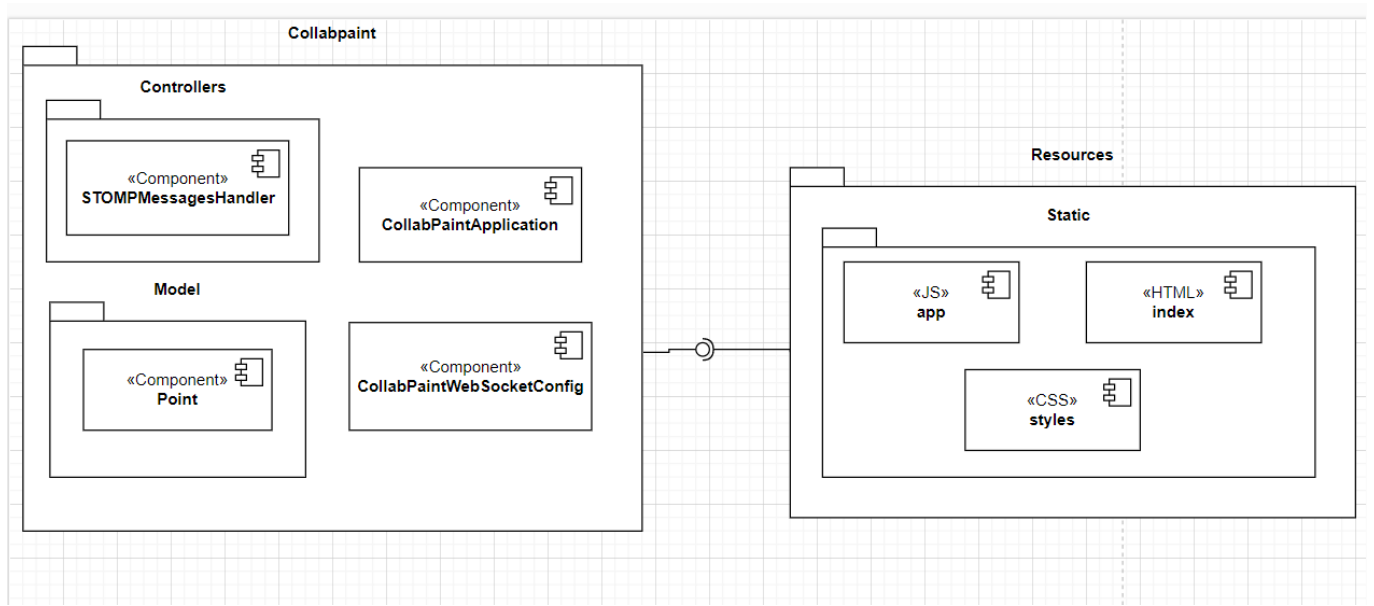 Collabpaint
Controllers
«Component»
STOMPMessagesHandler
«Component»
CollabPaintApplication
Model
«Component»
Point
«Component»
CollabPaintWebSocketConfig
Resources
Static
«JS»
app
«HTML»
index
«CSS»
styles